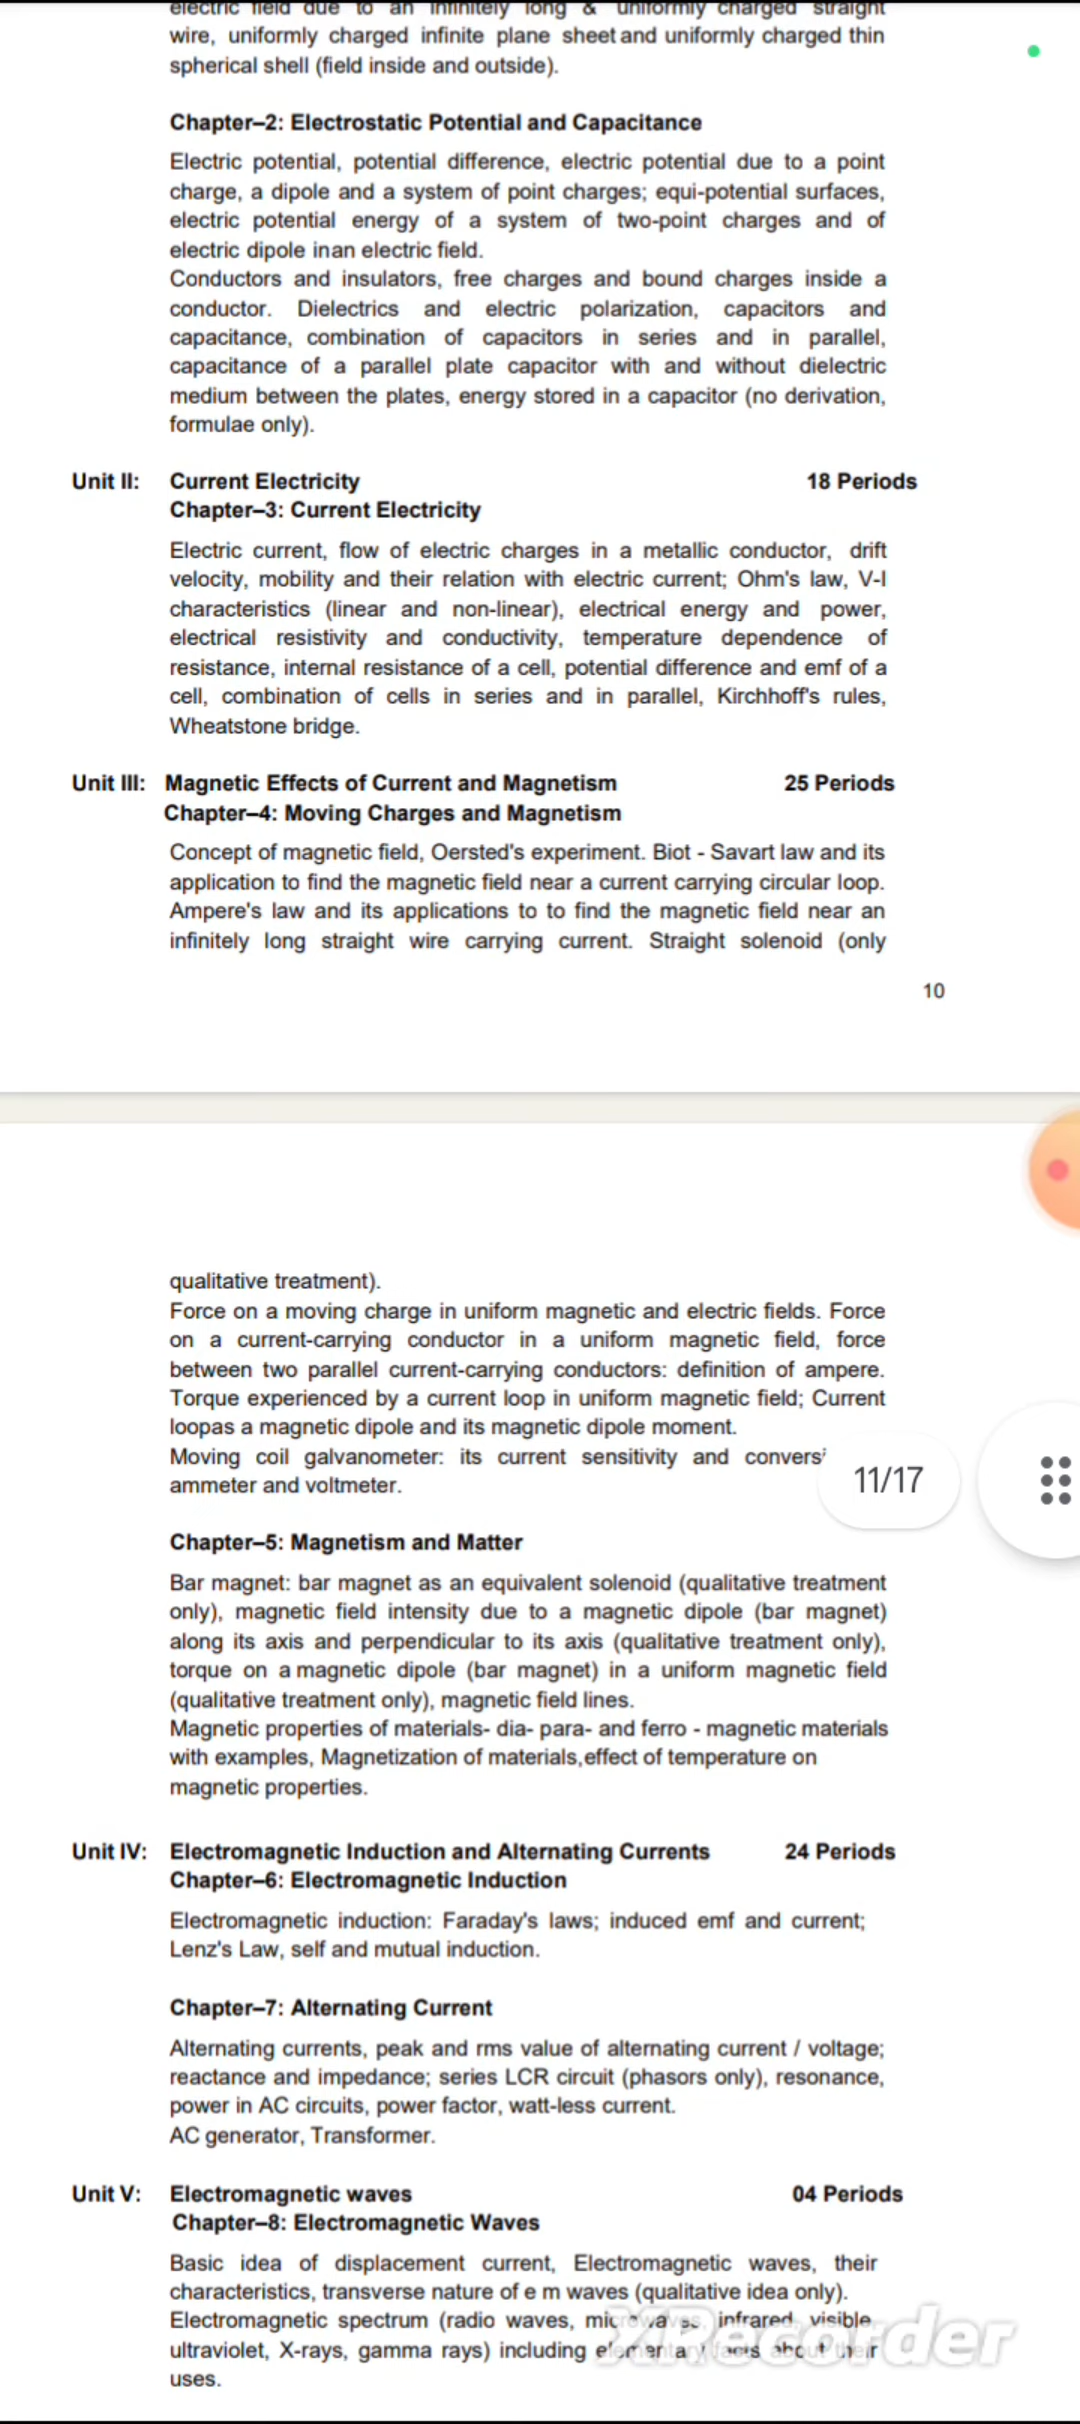 electric field due to an infinitely long & uniformly charged straight
wire, uniformly charged infinite plane sheet and uniformly charged thin
spherical shell (field inside and outside).
Chapter–2: Electrostatic Potential and Capacitance
Electric potential, potential difference, electric potential due to a point
charge, a dipole and a system of point charges; equi-potential surfaces,
electric potential energy of a system of two-point charges and of
electric dipole inan electric field.
Conductors and insulators, free charges and bound charges inside a
conductor. Dielectrics and electric polarization, capacitors and
capacitance, combination of capacitors in series and in parallel,
capacitance of a parallel plate capacitor with and without dielectric
medium between the plates, energy stored in a capacitor (no derivation,
formulae only).
Unit II: Current Electricity 18 Periods
Chapter–3: Current Electricity
Electric current, flow of electric charges in a metallic conductor, drift
velocity, mobility and their relation with electric current; Ohm's law, V-I
characteristics (linear and non-linear), electrical energy and power,
electrical resistivity and conductivity, temperature dependence of
resistance, internal resistance of a cell, potential difference and emf of a
cell, combination of cells in series and in parallel, Kirchhoff's rules,
Wheatstone bridge.
Unit III: Magnetic Effects of Current and Magnetism 25 Periods
Chapter–4: Moving Charges and Magnetism
Concept of magnetic field, Oersted's experiment. Biot - Savart law and its
application to find the magnetic field near a current carrying circular loop.
Ampere's law and its applications to to find the magnetic field near an
infinitely long straight wire carrying current. Straight solenoid (only
10
qualitative treatment).
Force on a moving charge in uniform magnetic and electric fields. Force
on a current-carrying conductor in a uniform magnetic field, force
between two parallel current-carrying conductors: definition of ampere.
Torque experienced by a current loop in uniform magnetic field; Current
loopas a magnetic dipole and its magnetic dipole moment.
Moving coil galvanometer: its current sensitivity and conversi
11/17
ammeter and voltmeter.
Chapter–5: Magnetism and Matter
Bar magnet: bar magnet as an equivalent solenoid (qualitative treatment
only), magnetic field intensity due to a magnetic dipole (bar magnet)
along its axis and perpendicular to its axis (qualitative treatment only),
torque on a magnetic dipole (bar magnet) in a uniform magnetic field
(qualitative treatment only), magnetic field lines.
Magnetic properties of materials- dia- para- and ferro - magnetic materials
with examples, Magnetization of materials,effect of temperature on
magnetic properties.
Unit IV: Electromagnetic Induction and Alternating Currents 24 Periods
Chapter–6: Electromagnetic Induction
Electromagnetic induction: Faraday's laws; induced emf and current;
Lenz's Law, self and mutual induction.
Chapter–7: Alternating Current
Alternating currents, peak and rms value of alternating current / voltage;
reactance and impedance; series LCR circuit (phasors only), resonance,
power in AC circuits, power factor, watt-less current.
AC generator, Transformer.
Unit V: Electromagnetic waves 04 Periods
Chapter–8: Electromagnetic Waves
Basic idea of displacement current, Electromagnetic waves, their
characteristics, transverse nature of e m waves (qualitative idea only).
Electromagnetic spectrum (radio waves, microwaves, infrared, visible,
ultraviolet, X-rays, gamma rays) including elementary facts about their
uses.
XRecorder